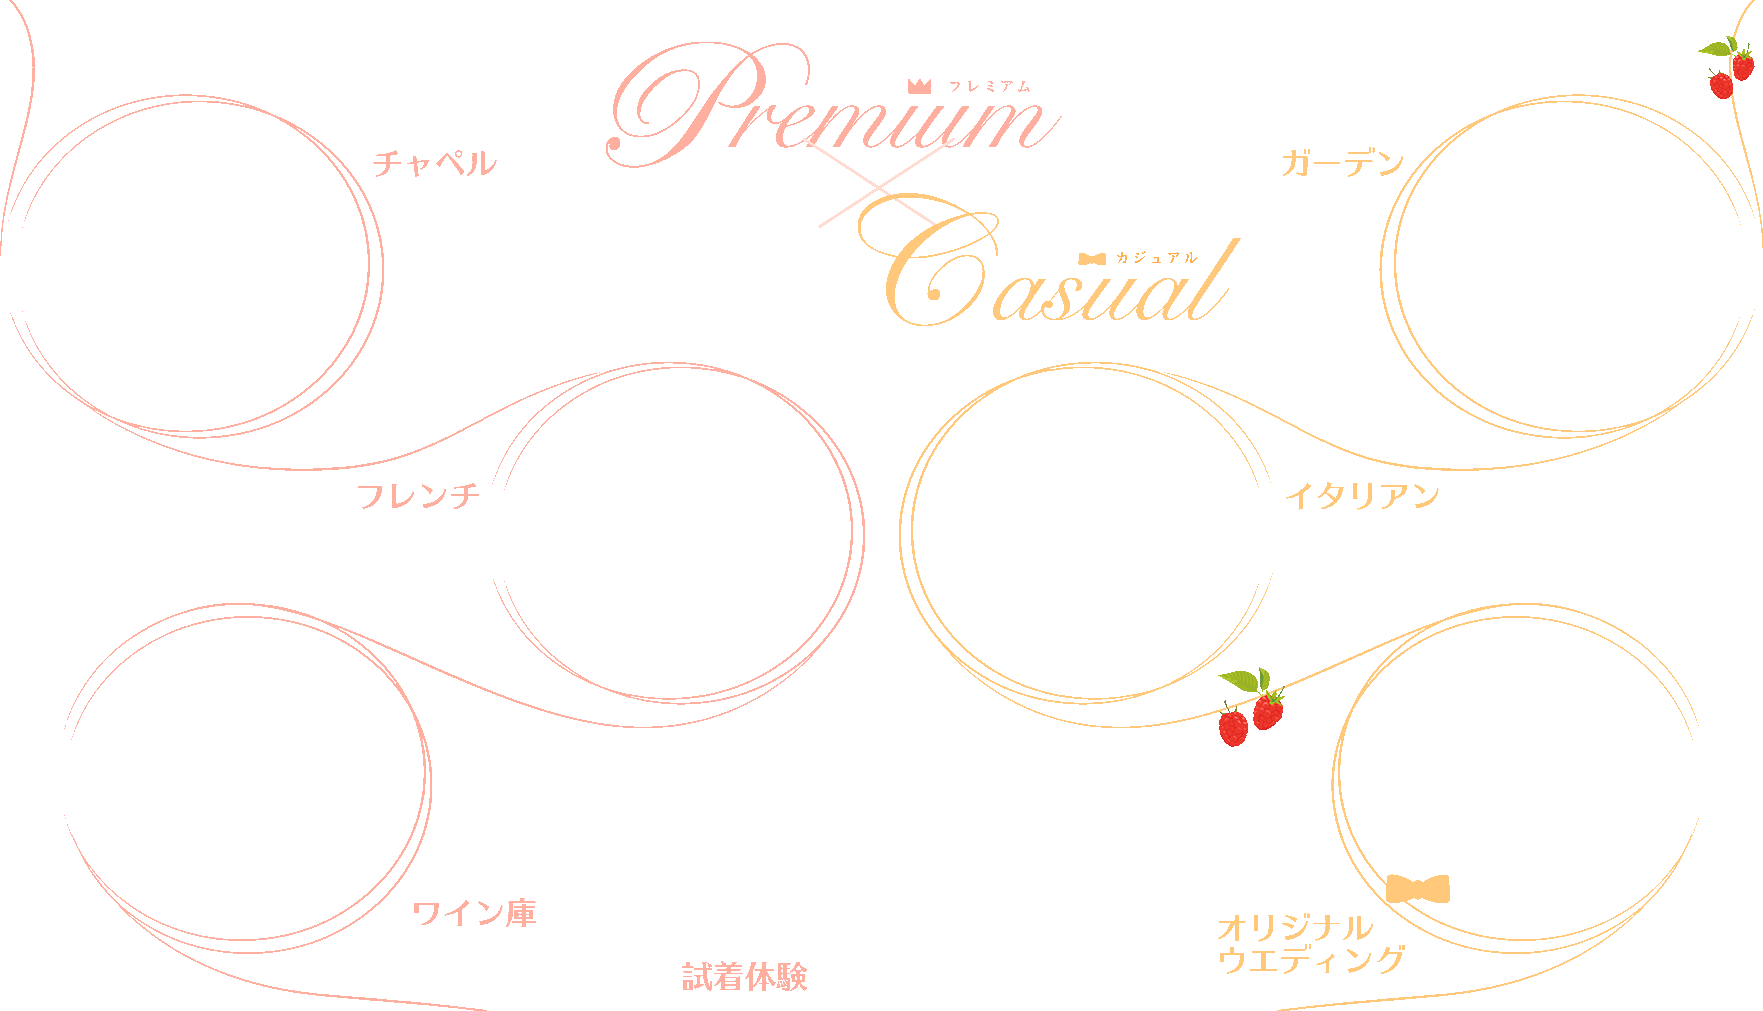 フレミアム
Premium
チャペル
ガーデン
カジュアル
Casual
フレンチ
イタリアン
ワイン庫
オリジナル
ウエディング
試着体験